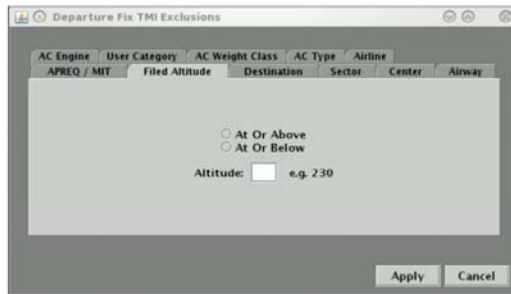 Departure Fix TMI Exclusions
AC Engine User Category AC Weight Class AC Type Airline
APREQ / MIT Filed Altitude Destination Sector Center Airway
At Or Above
At Or Below
Altitude: e.g. 230
Apply Cancel